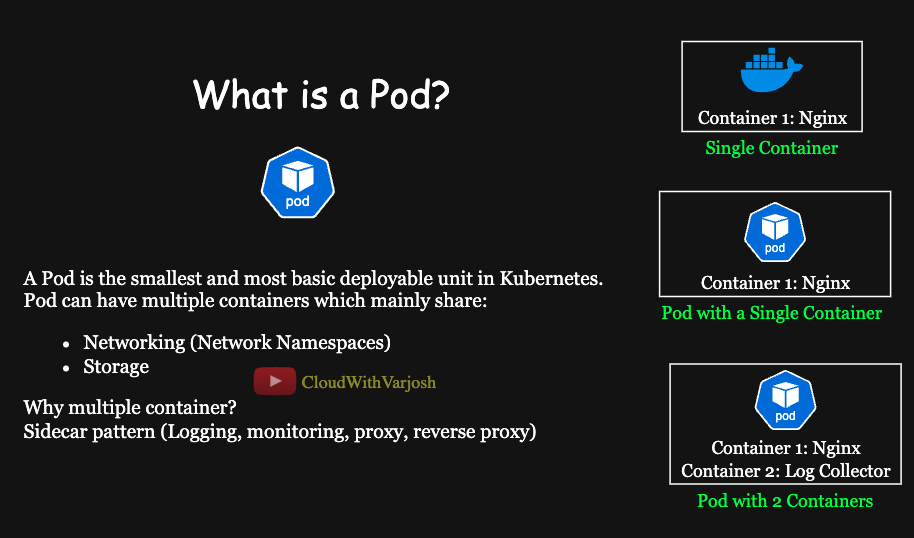 What is a Pod?
pod
A Pod is the smallest and most basic deployable unit in Kubernetes.
Pod can have multiple containers which mainly share:
• Networking (Network Namespaces)
• Storage
CloudWithVarjosh
Why multiple container?
Sidecar pattern (Logging, monitoring, proxy, reverse proxy)
Container 1: Nginx
Single Container
pod
Container 1: Nginx
Pod with a Single Container
pod
Container 1: Nginx
Container 2: Log Collector
Pod with 2 Containers